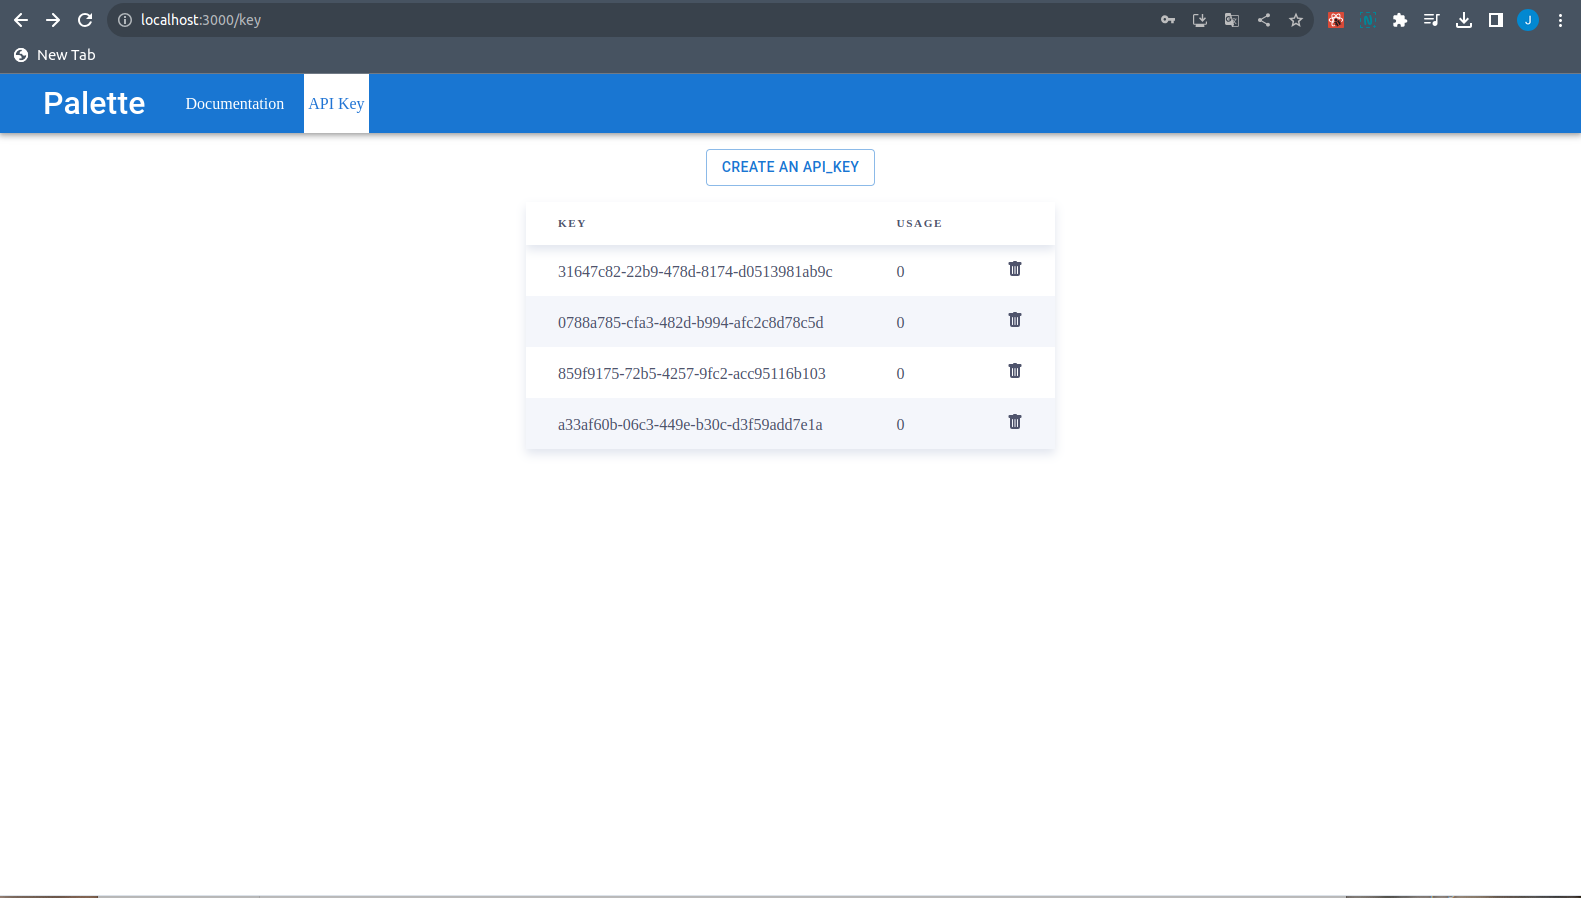 localhost:3000/key
J
New Tab
Palette
Documentation
API Key
CREATE AN API_KEY
KEY USAGE
31647c82-22b9-478d-8174-d0513981ab9c 0
0788a785-cfa3-482d-b994-afc2c8d78c5d 0
859f9175-72b5-4257-9fc2-acc95116b103 0
a33af60b-06c3-449e-b30c-d3f59add7e1a 0